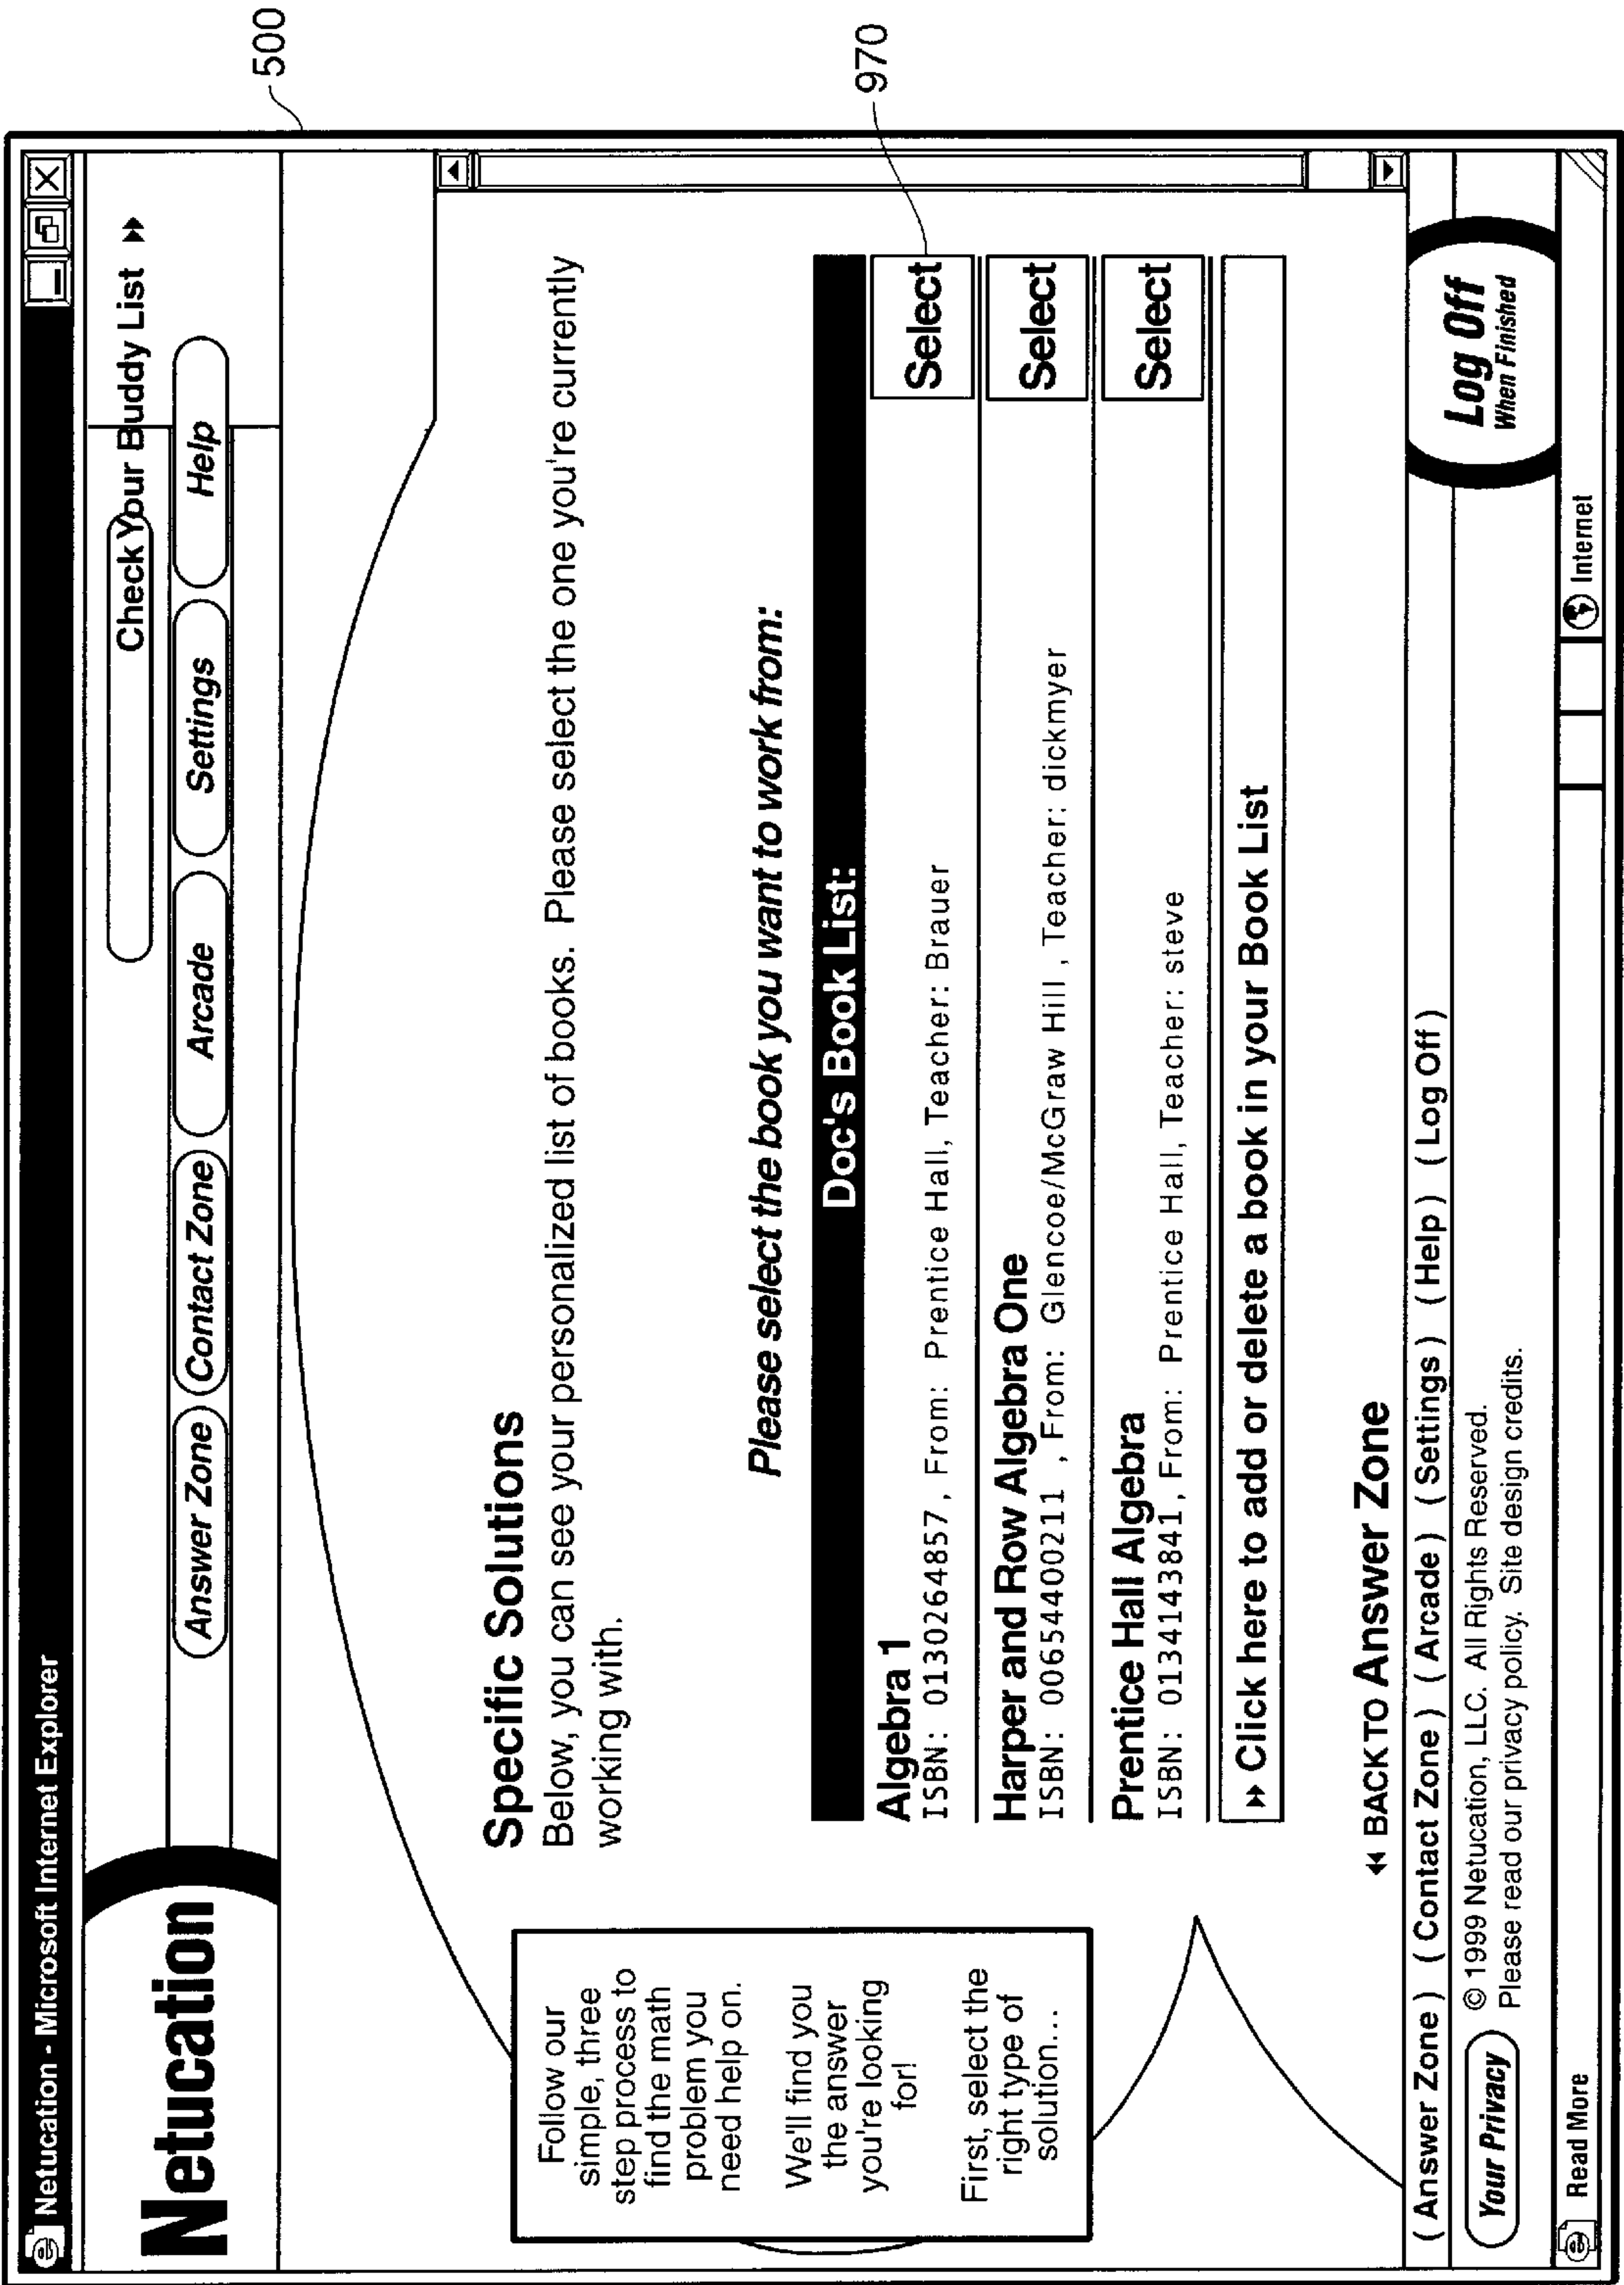 Netucation - Microsoft Internet Explorer
500
Netucation
Check Your Buddy List
Answer Zone
Contact Zone
Arcade
Settings
Help
Follow our
simple, three
step process to
find the math
problem you
need help on.
We'll find you
the answer
you're looking
for!
First, select the
right type of
solution...
Specific Solutions
Below, you can see your personalized list of books. Please select the one you're currently
working with.
Please select the book you want to work from:
Doc's Book List:
Algebra 1
ISBN: 0130264857, From: Prentice Hall, Teacher: Brauer
Select
970
Harper and Row Algebra One
ISBN: 00654400211 , From: Glencoe/McGraw Hill , Teacher: dickmyer
Select
Prentice Hall Algebra
ISBN: 0134143841, From: Prentice Hall, Teacher: steve
Select
Click here to add or delete a book in your Book List
BACK TO Answer Zone
( Answer Zone ) ( Contact Zone ) ( Arcade ) ( Settings ) ( Help ) ( Log Off )
Your Privacy
© 1999 Netucation, LLC. All Rights Reserved.
Please read our privacy policy. Site design credits.
Log Off
When Finished
Read More
Internet